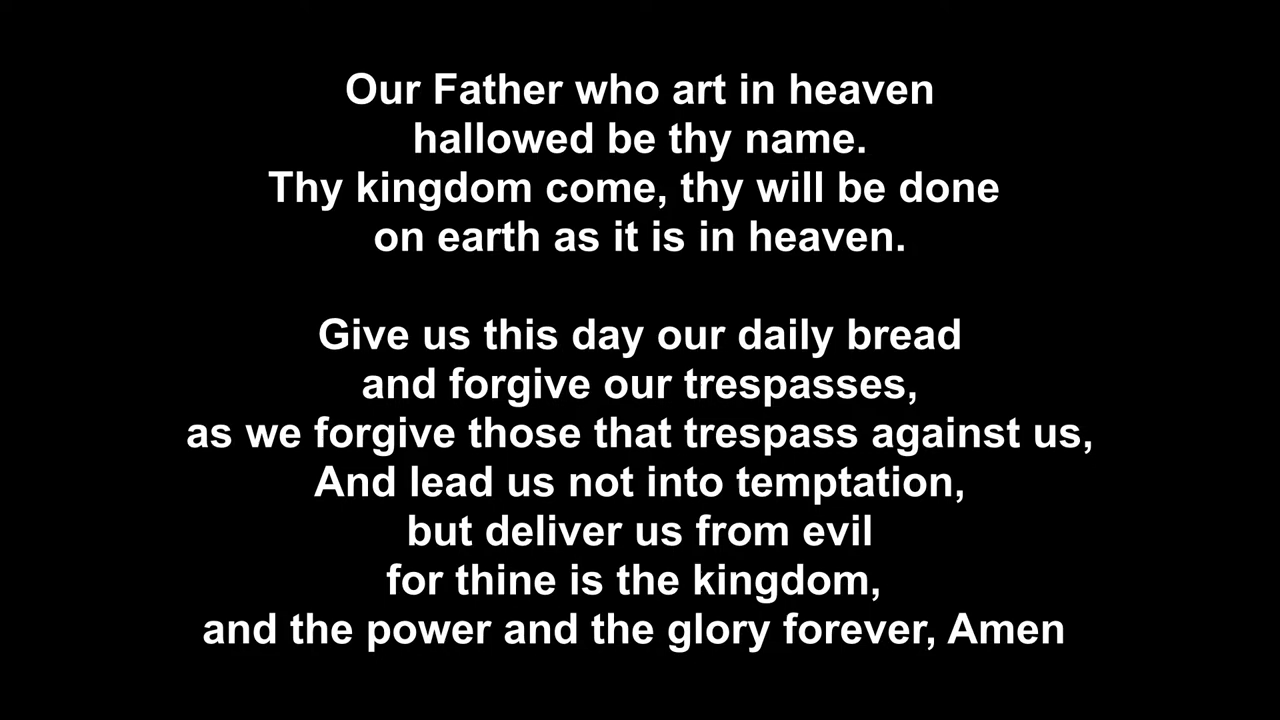 Our Father who art in heaven
hallowed be thy name.
Thy kingdom come, thy will be done
on earth as it is in heaven.
Give us this day our daily bread
and forgive our trespasses,
as we forgive those that trespass against us,
And lead us not into temptation,
but deliver us from evil
for thine is the kingdom,
and the power and the glory forever, Amen